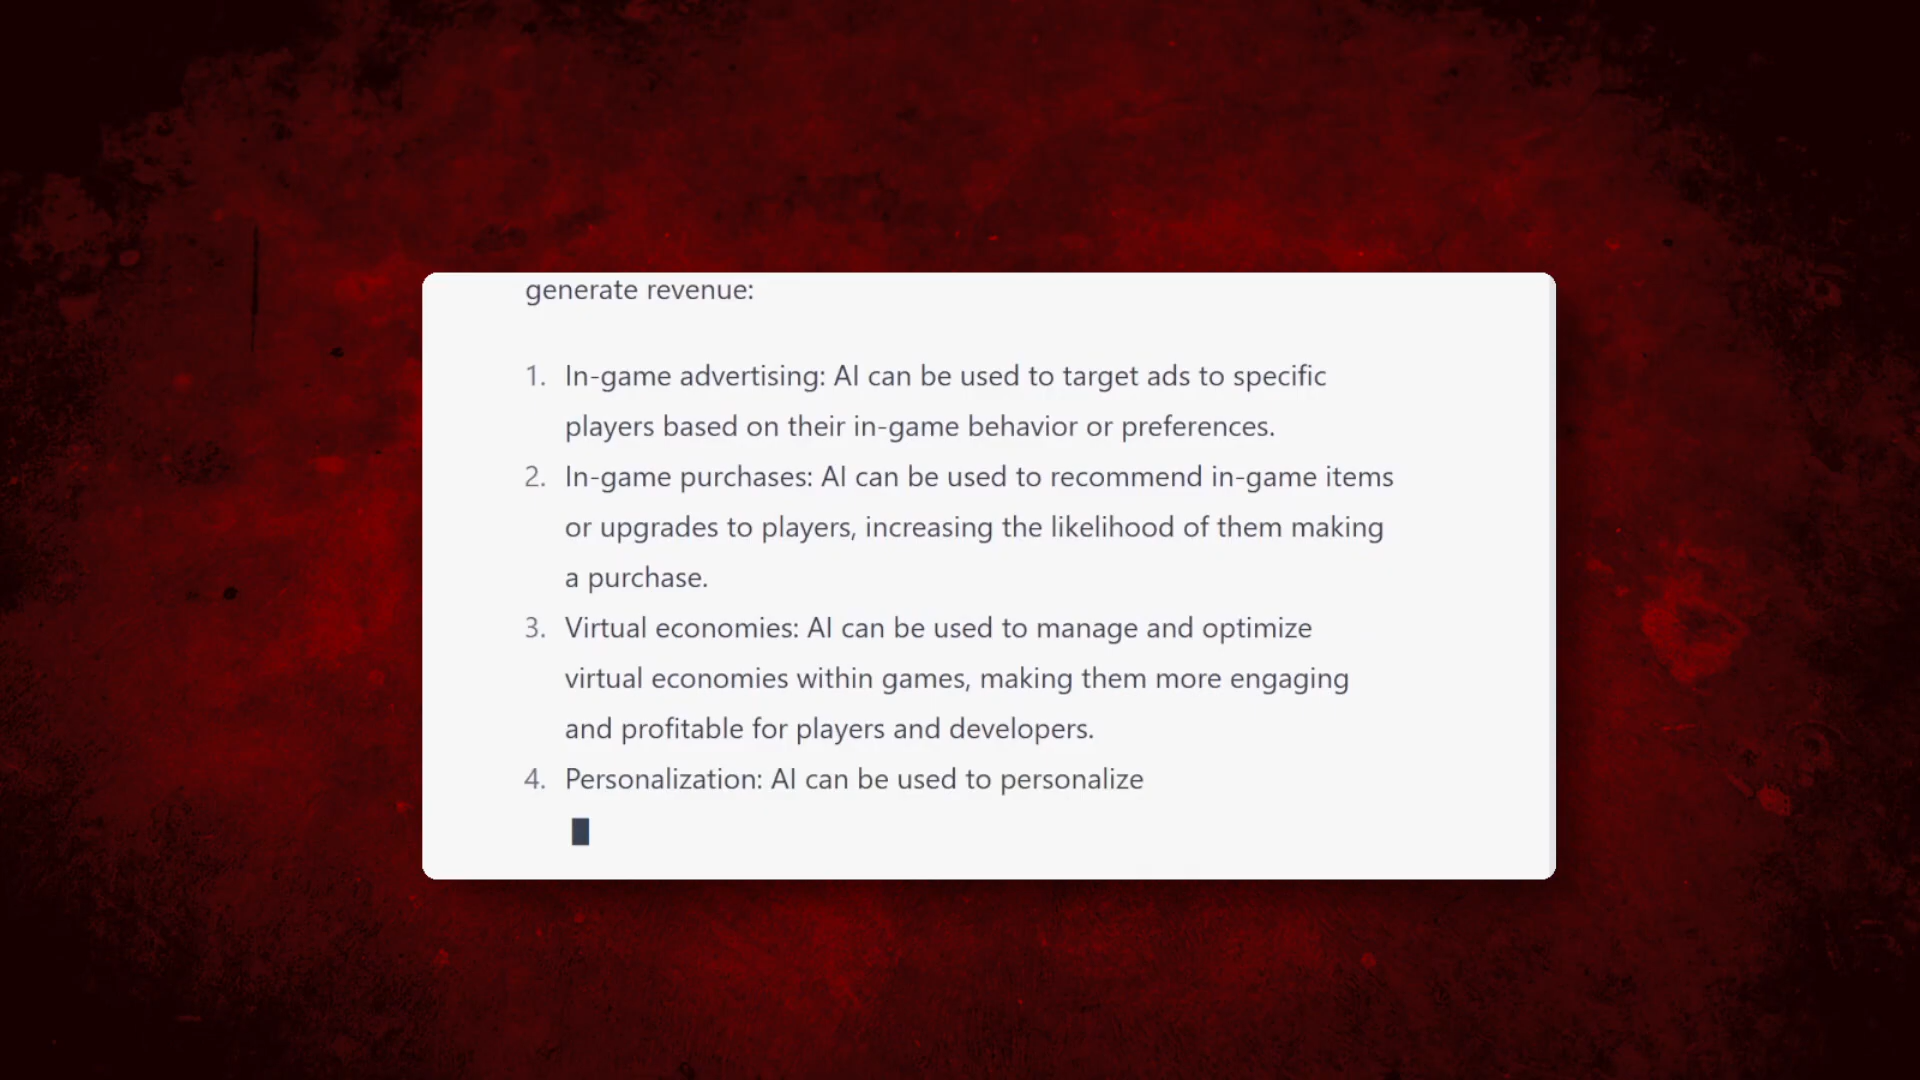 generate revenue:
1. In-game advertising: AI can be used to target ads to specific
players based on their in-game behavior or preferences.
2. In-game purchases: AI can be used to recommend in-game items
or upgrades to players, increasing the likelihood of them making
a purchase.
3. Virtual economies: AI can be used to manage and optimize
virtual economies within games, making them more engaging
and profitable for players and developers.
4. Personalization: AI can be used to personalize